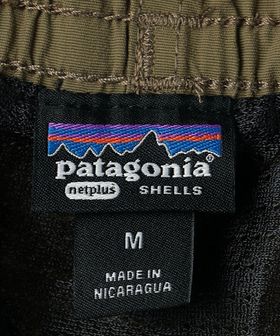 patagonia®
netplus SHELLS
M
MADE IN
NICARAGUA